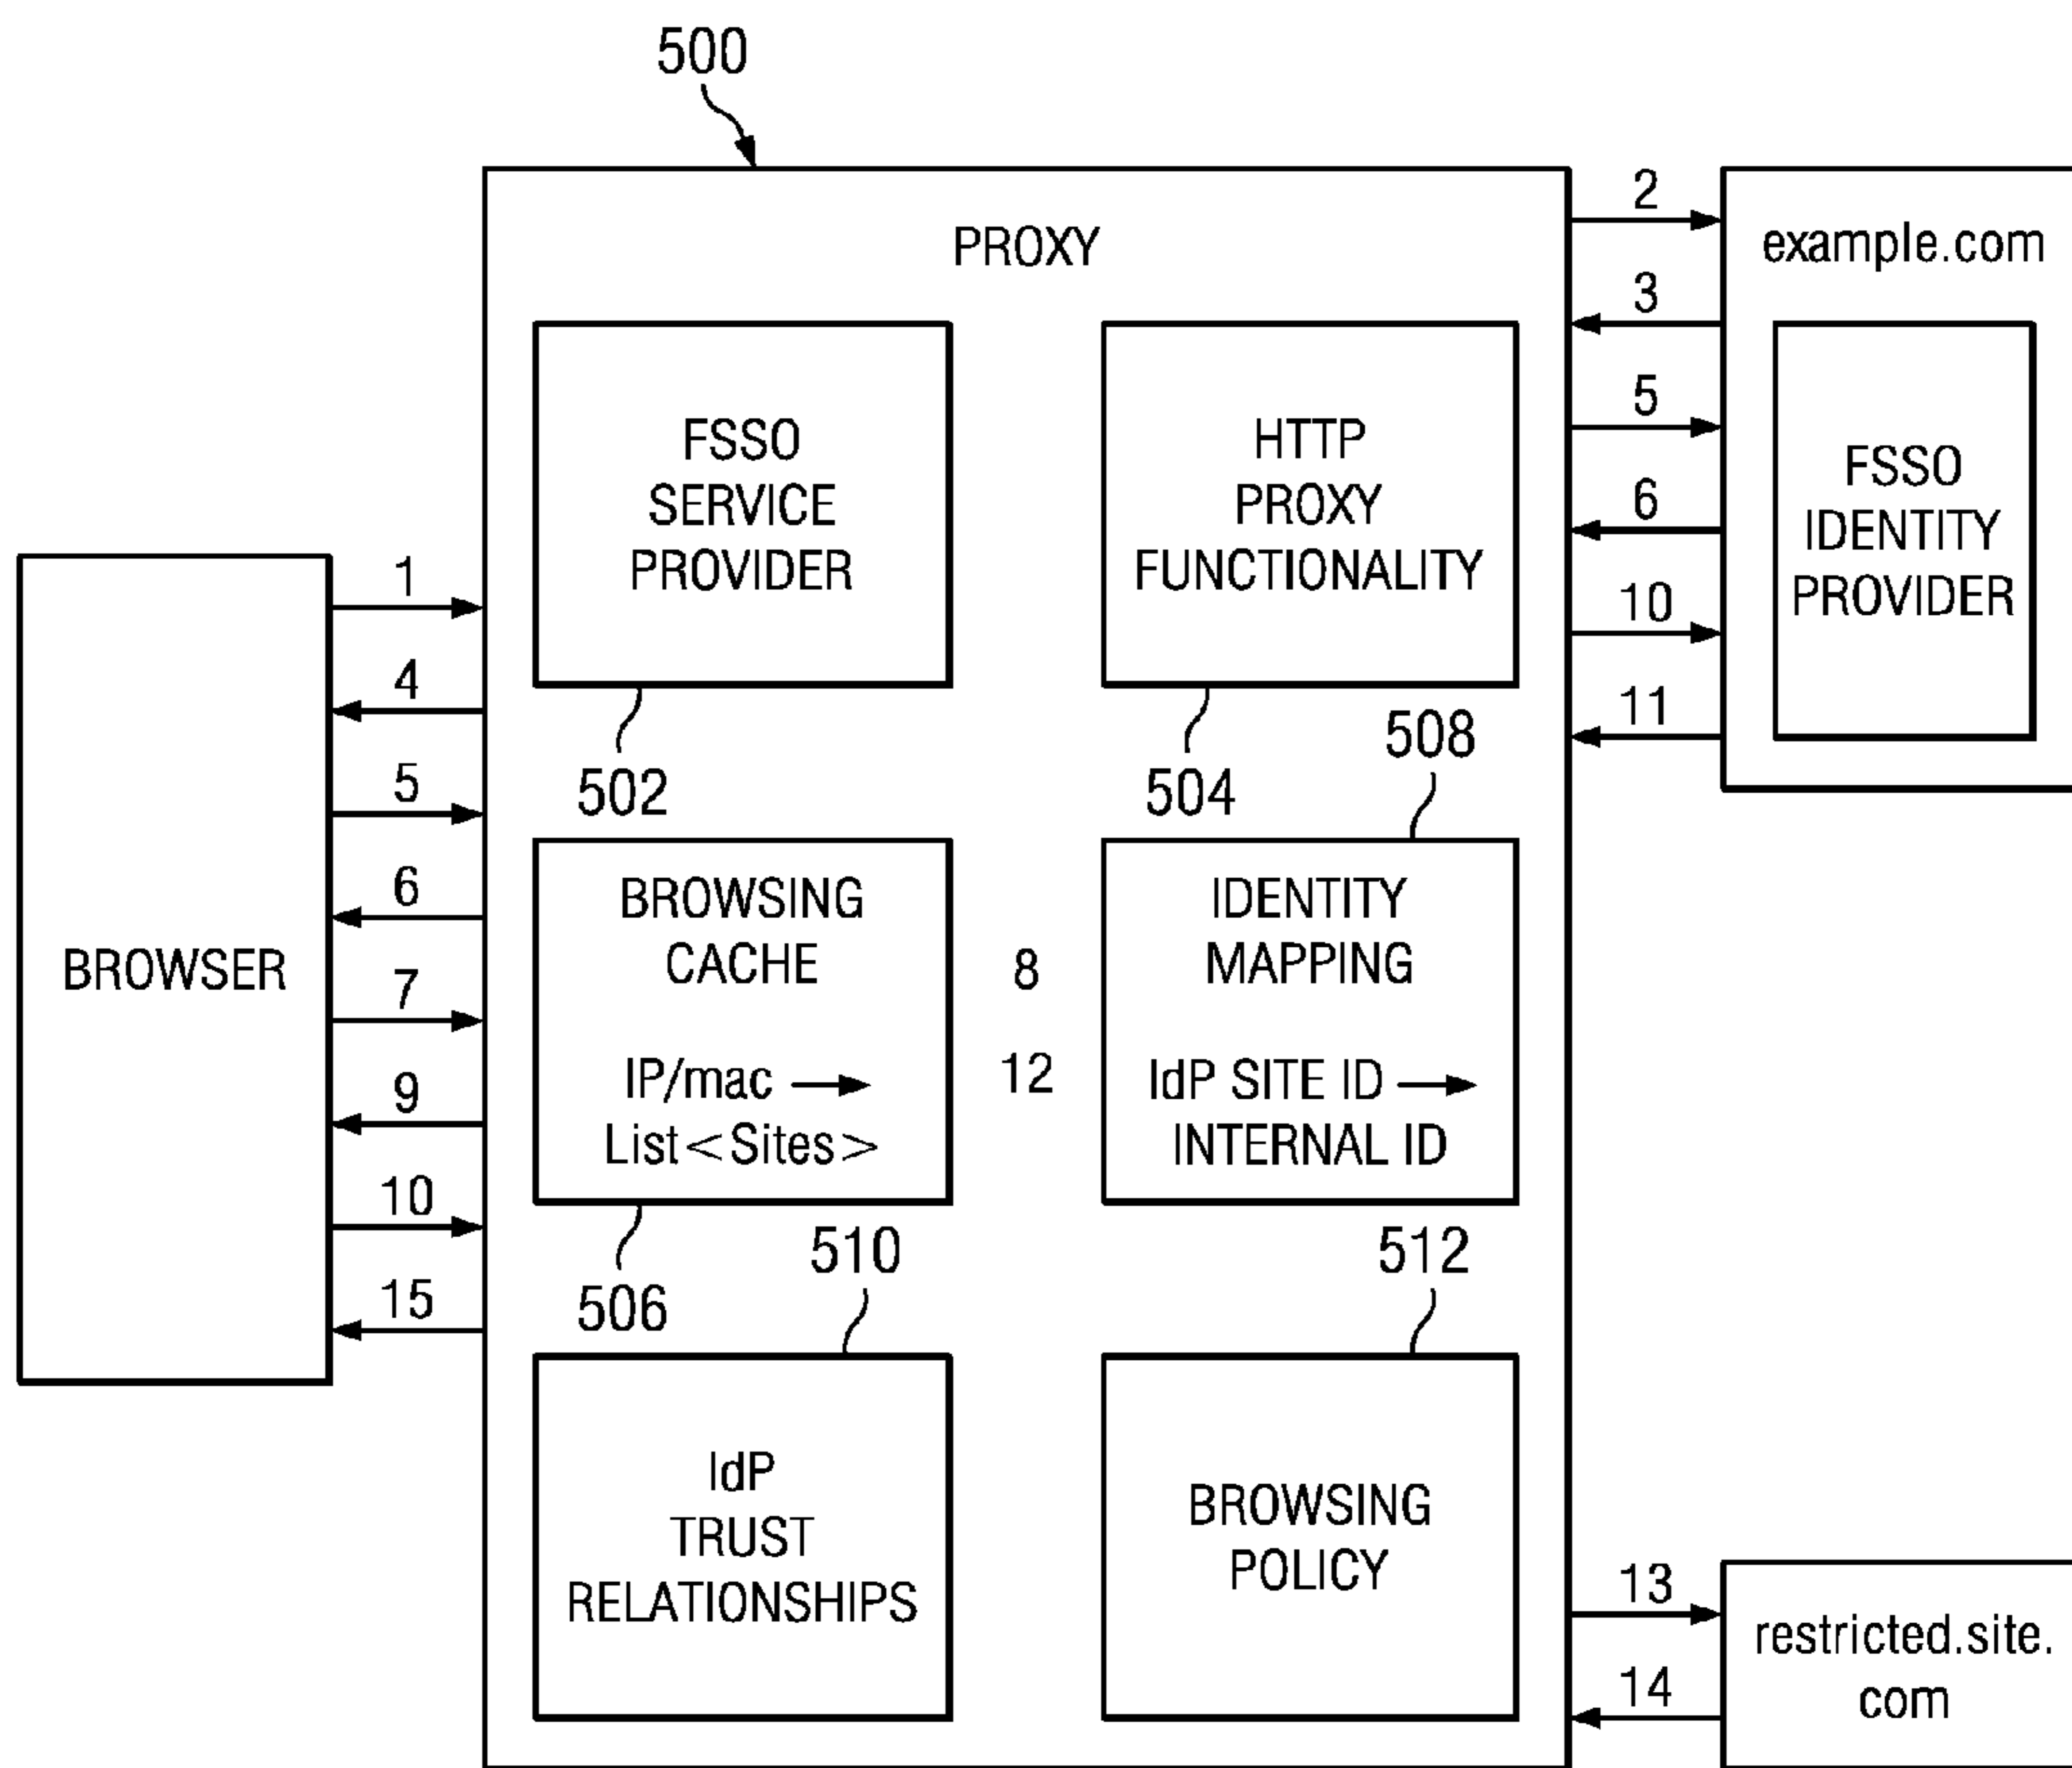 500
PROXY
FSSO
SERVICE
PROVIDER
502
HTTP
PROXY
FUNCTIONALITY
504
BROWSING
CACHE
IP/mac →
List<Sites>
506
8
12
508
IDENTITY
MAPPING
IdP SITE ID →
INTERNAL ID
510
IdP
TRUST
RELATIONSHIPS
512
BROWSING
POLICY
BROWSER
1
4
5
6
7
9
10
15
2
3
5
6
10
11
example.com
FSSO
IDENTITY
PROVIDER
13
14
restricted.site.
com